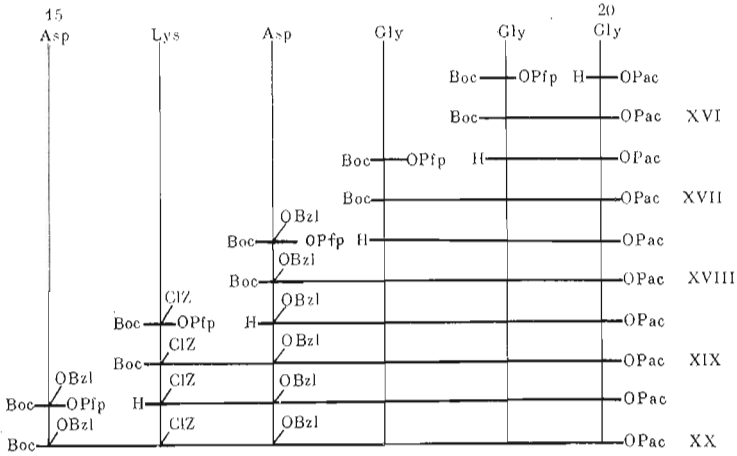 15 20
Asp Lys Asp Gly Gly Gly
Boc OPfp H OPac
Boc OPac XVI
Boc OPfp H OPac
Boc OPac XVII
OBzl
Boc OPfp H OPac
OBzl
Boc OPac XVIII
ClZ OBzl
Boc OPfp H OPac
ClZ OBzl
Boc OPac XIX
OBzl ClZ OBzl
Boc OPfp H OPac
OBzl ClZ OBzl
Boc OPac XX